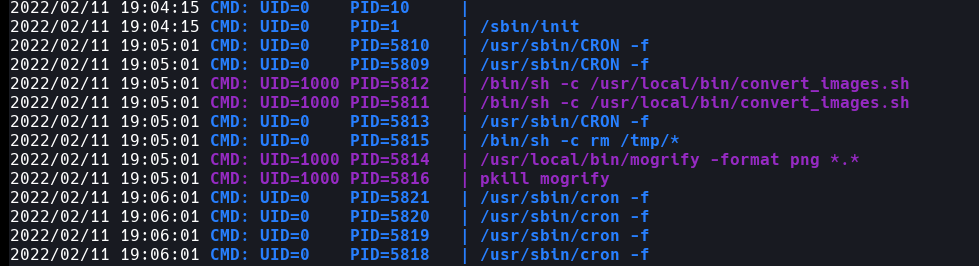 2022/02/11 19:04:15 CMD: UID=0    PID=10     |
2022/02/11 19:04:15 CMD: UID=0    PID=1      | /sbin/init
2022/02/11 19:05:01 CMD: UID=0    PID=5810   | /usr/sbin/CRON -f
2022/02/11 19:05:01 CMD: UID=0    PID=5809   | /usr/sbin/CRON -f
2022/02/11 19:05:01 CMD: UID=1000 PID=5812   | /bin/sh -c /usr/local/bin/convert_images.sh
2022/02/11 19:05:01 CMD: UID=1000 PID=5811   | /bin/sh -c /usr/local/bin/convert_images.sh
2022/02/11 19:05:01 CMD: UID=0    PID=5813   | /usr/sbin/CRON -f
2022/02/11 19:05:01 CMD: UID=0    PID=5815   | /bin/sh -c rm /tmp/*
2022/02/11 19:05:01 CMD: UID=1000 PID=5814   | /usr/local/bin/mogrify -format png *.*
2022/02/11 19:05:01 CMD: UID=1000 PID=5816   | pkill mogrify
2022/02/11 19:06:01 CMD: UID=0    PID=5821   | /usr/sbin/cron -f
2022/02/11 19:06:01 CMD: UID=0    PID=5820   | /usr/sbin/cron -f
2022/02/11 19:06:01 CMD: UID=0    PID=5819   | /usr/sbin/cron -f
2022/02/11 19:06:01 CMD: UID=0    PID=5818   | /usr/sbin/cron -f